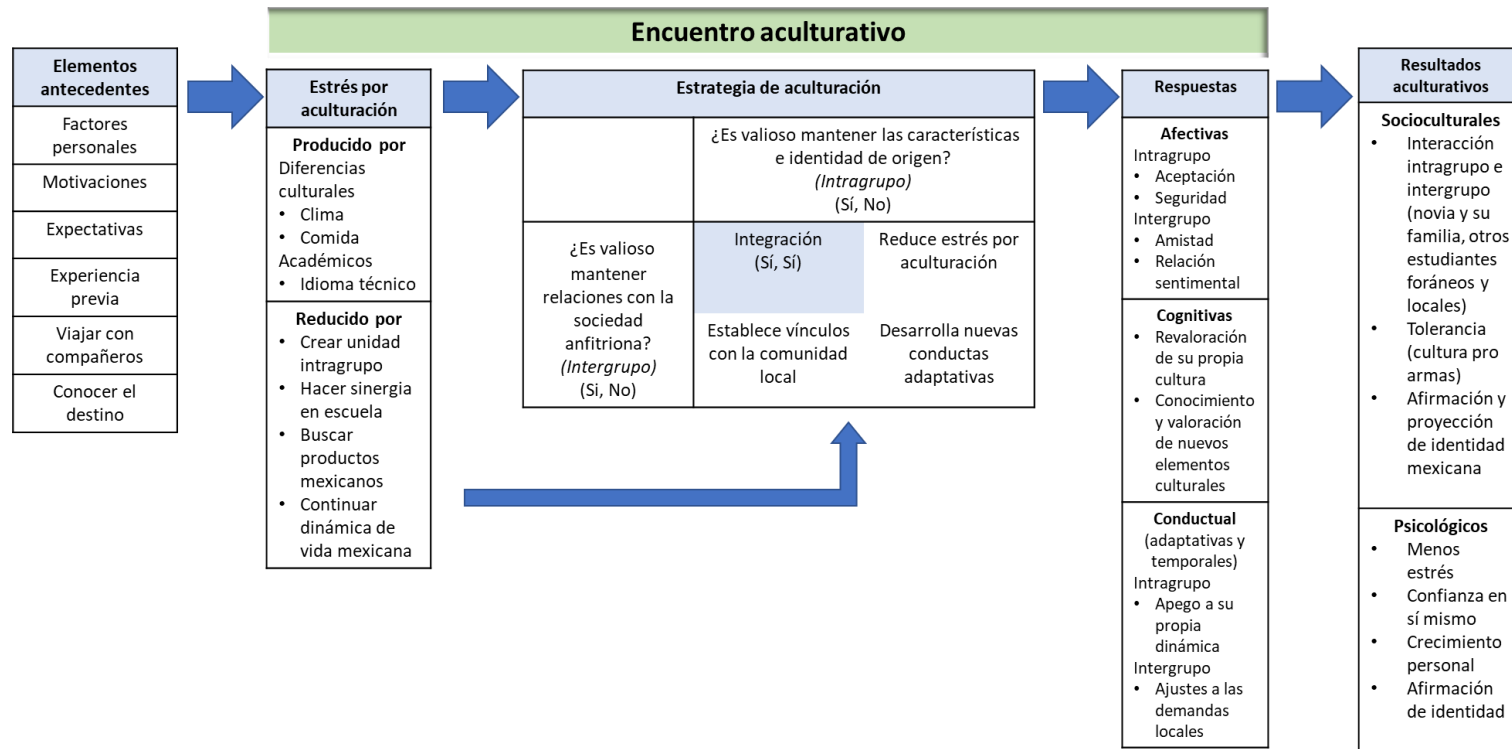 Encuentro aculturativo
Elementos
antecedentes
Factores
personales
Motivaciones
Expectativas
Experiencia
previa
Viajar con
compañeros
Conocer el
destino
Estrés por
aculturación
Producido por
Diferencias
culturales
• Clima
• Comida
Académicos
• Idioma técnico
Reducido por
• Crear unidad
intragrupo
• Hacer sinergia
en escuela
• Buscar
productos
mexicanos
• Continuar
dinámica de
vida mexicana
Estrategia de aculturación
¿Es valioso mantener las características
e identidad de origen?
(Intragrupo)
(Sí, No)
¿Es valioso
mantener
relaciones con la
sociedad
anfitriona?
(Intergrupo)
(Si, No)
Integración
(Sí, Sí)
Reduce estrés por
aculturación
Establece vínculos
con la comunidad
local
Desarrolla nuevas
conductas
adaptativas
Respuestas
Afectivas
Intragrupo
• Aceptación
• Seguridad
Intergrupo
• Amistad
• Relación
sentimental
Cognitivas
• Revaloración
de su propia
cultura
• Conocimiento
y valoración
de nuevos
elementos
culturales
Conductual
(adaptativas y
temporales)
Intragrupo
• Apego a su
propia
dinámica
Intergrupo
• Ajustes a las
demandas
locales
Resultados
aculturativos
Socioculturales
• Interacción
intragrupo e
intergrupo
(novia y su
familia, otros
estudiantes
foráneos y
locales)
• Tolerancia
(cultura pro
armas)
• Afirmación y
proyección
de identidad
mexicana
Psicológicos
• Menos
estrés
• Confianza en
sí mismo
• Crecimiento
personal
• Afirmación
de identidad